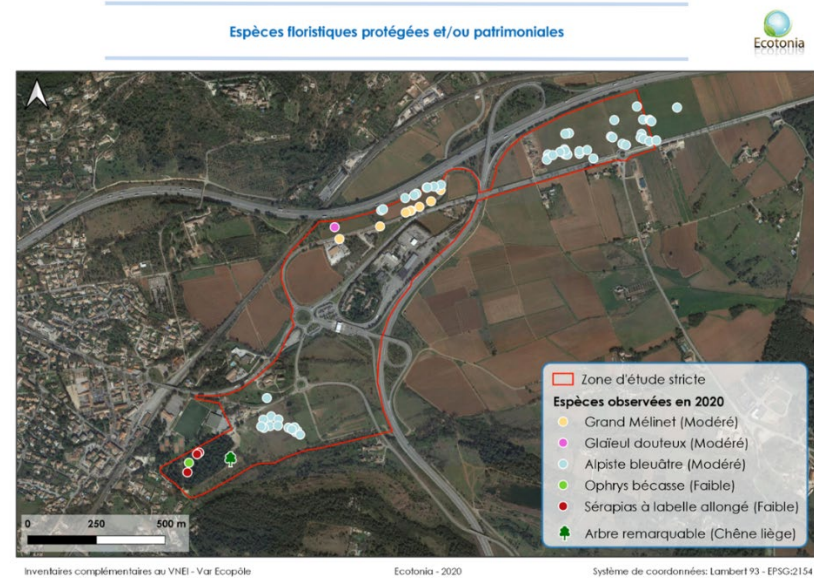 Espèces floristiques protégées et/ou patrimoniales
Ecotonia
Zone d'étude stricte
Espèces observées en 2020
Grand Mélinet (Modéré)
Glaïeul douteux (Modéré)
Alpiste bleuâtre (Modéré)
Ophrys bécasse (Faible)
Sérapias à labelle allongé (Faible)
Arbre remarquable (Chêne liège)
0 250 500 m
Inventaires complémentaires au VNEI - Var Ecopôle
Ecotonia - 2020
Système de coordonnées: Lambert 93 - EPSG:2154